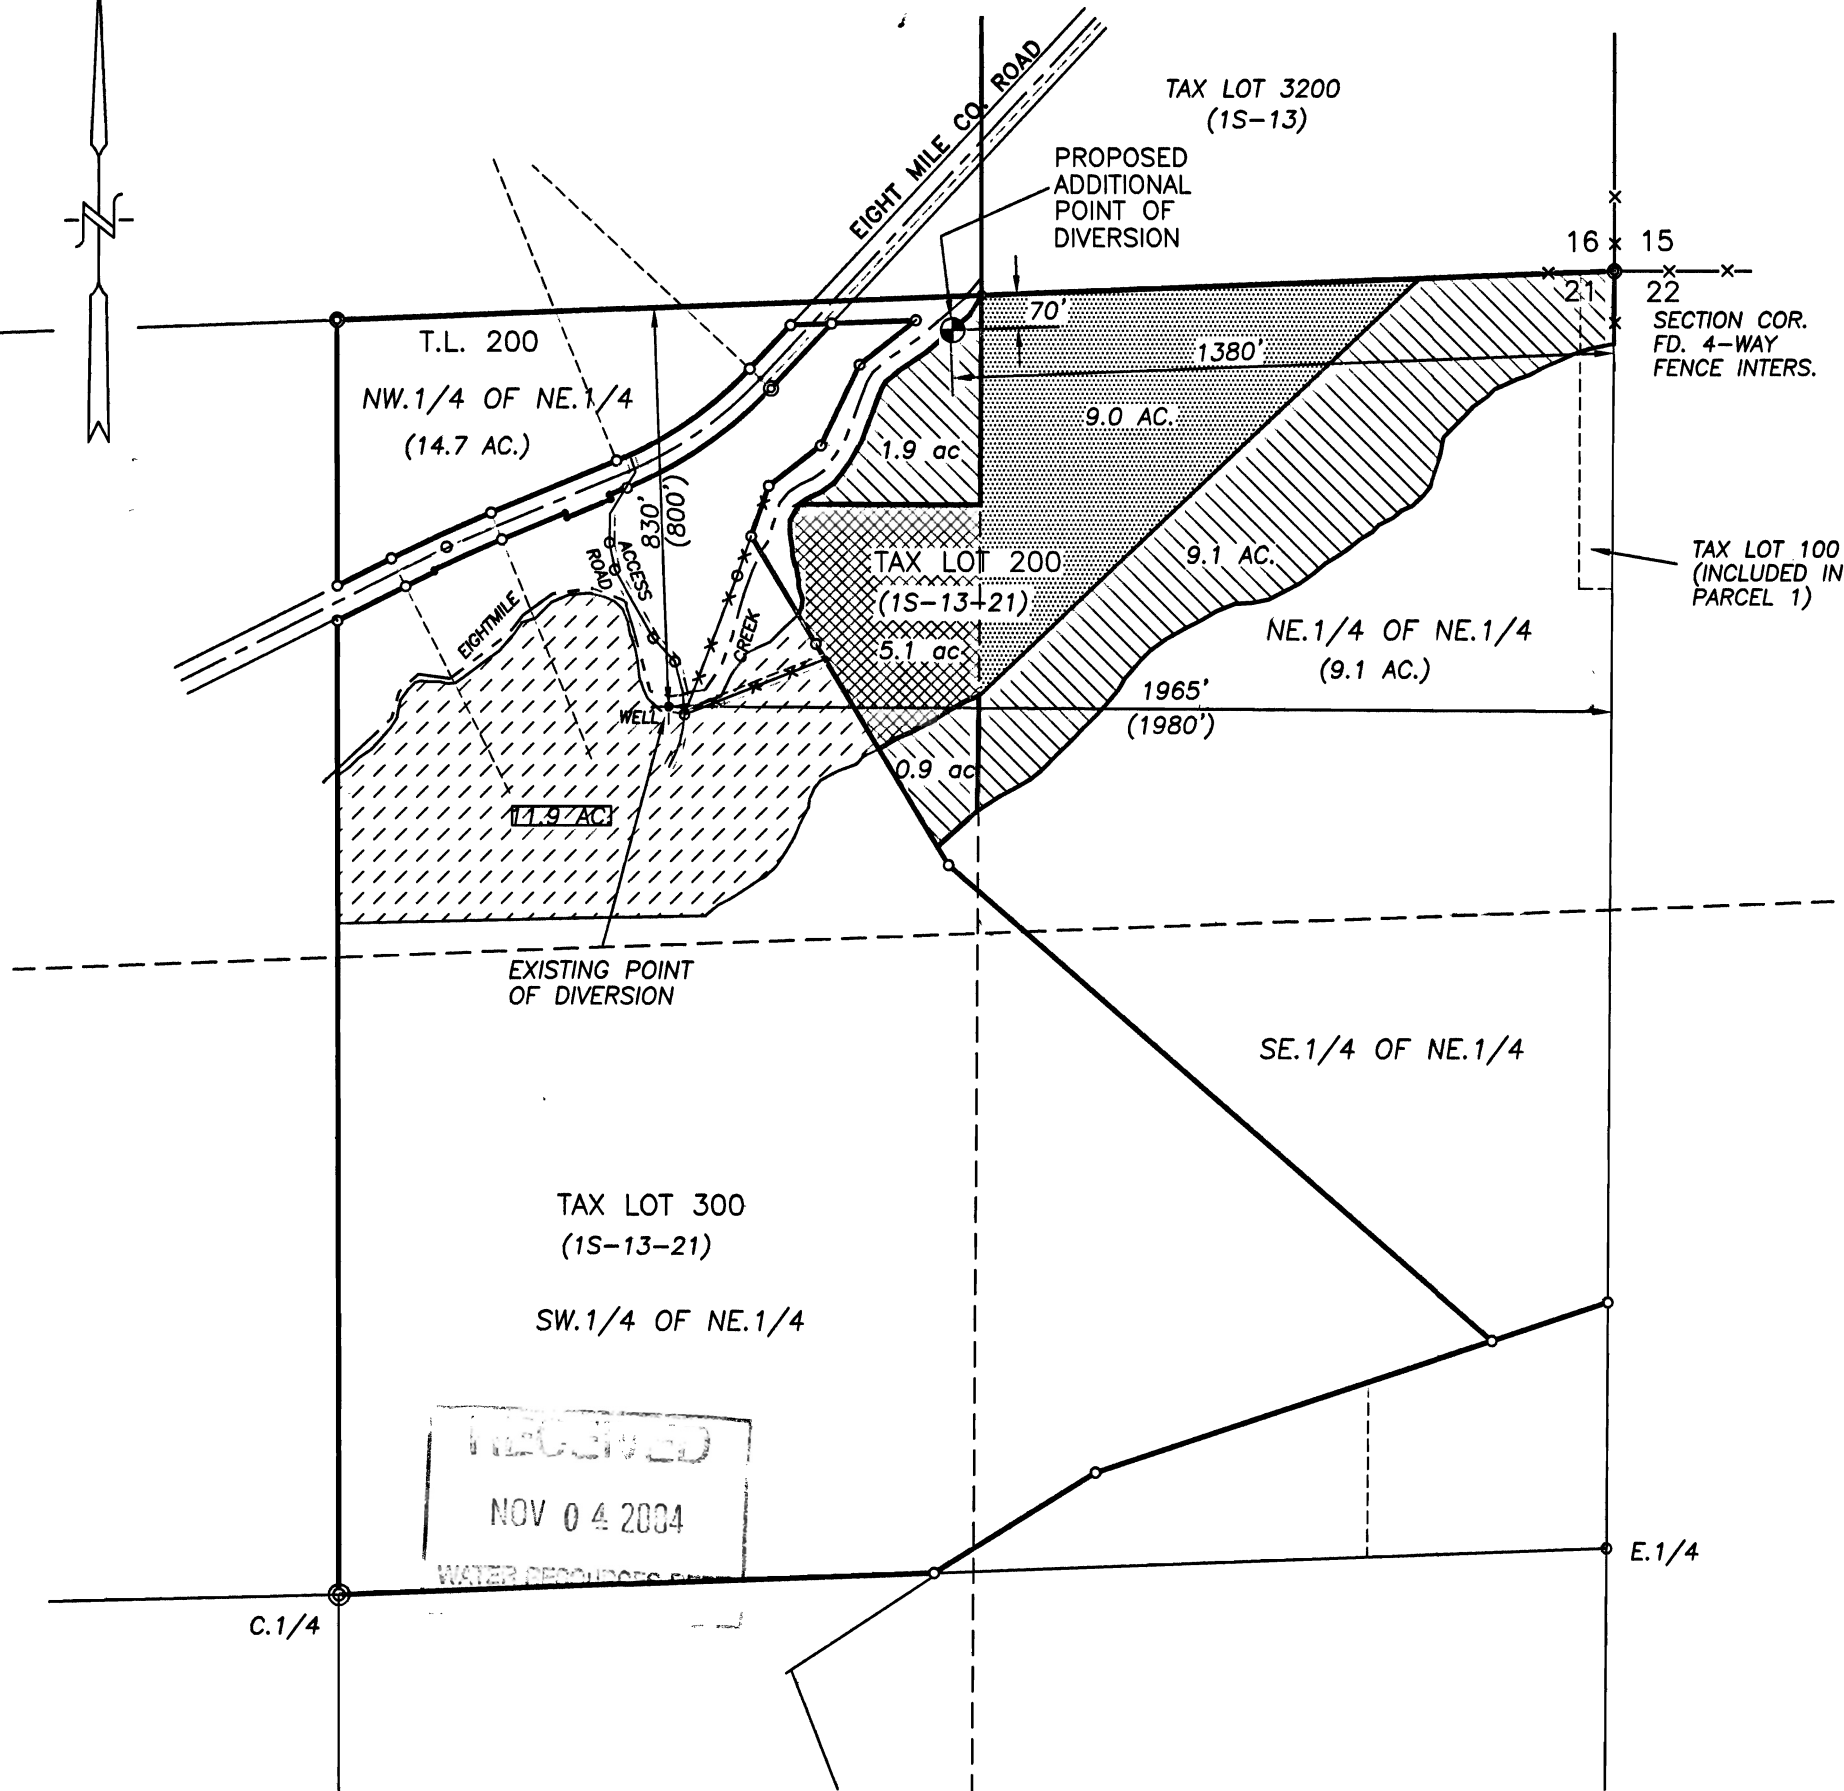 EIGHT MILE CO. ROAD
TAX LOT 3200
(1S-13)
PROPOSED
ADDITIONAL
POINT OF
DIVERSION
N
16 15
21 22
SECTION COR.
FD. 4-WAY
FENCE INTERS.
70'
1380'
T.L. 200
NW.1/4 OF NE.1/4
(14.7 AC.)
9.0 AC.
1.9 ac
830'
(800')
ACCESS
ROAD
TAX LOT 200
(1S-13-21)
5.1 ac
9.1 AC.
TAX LOT 100
(INCLUDED IN
PARCEL 1)
EIGHTMILE
CREEK
NE.1/4 OF NE.1/4
(9.1 AC.)
1965'
(1980')
WELL
0.9 ac
11.9 AC.
EXISTING POINT
OF DIVERSION
SE.1/4 OF NE.1/4
TAX LOT 300
(1S-13-21)
SW.1/4 OF NE.1/4
RECEIVED
NOV 04 2004
WATER RESOURCES DEPT
E.1/4
C.1/4